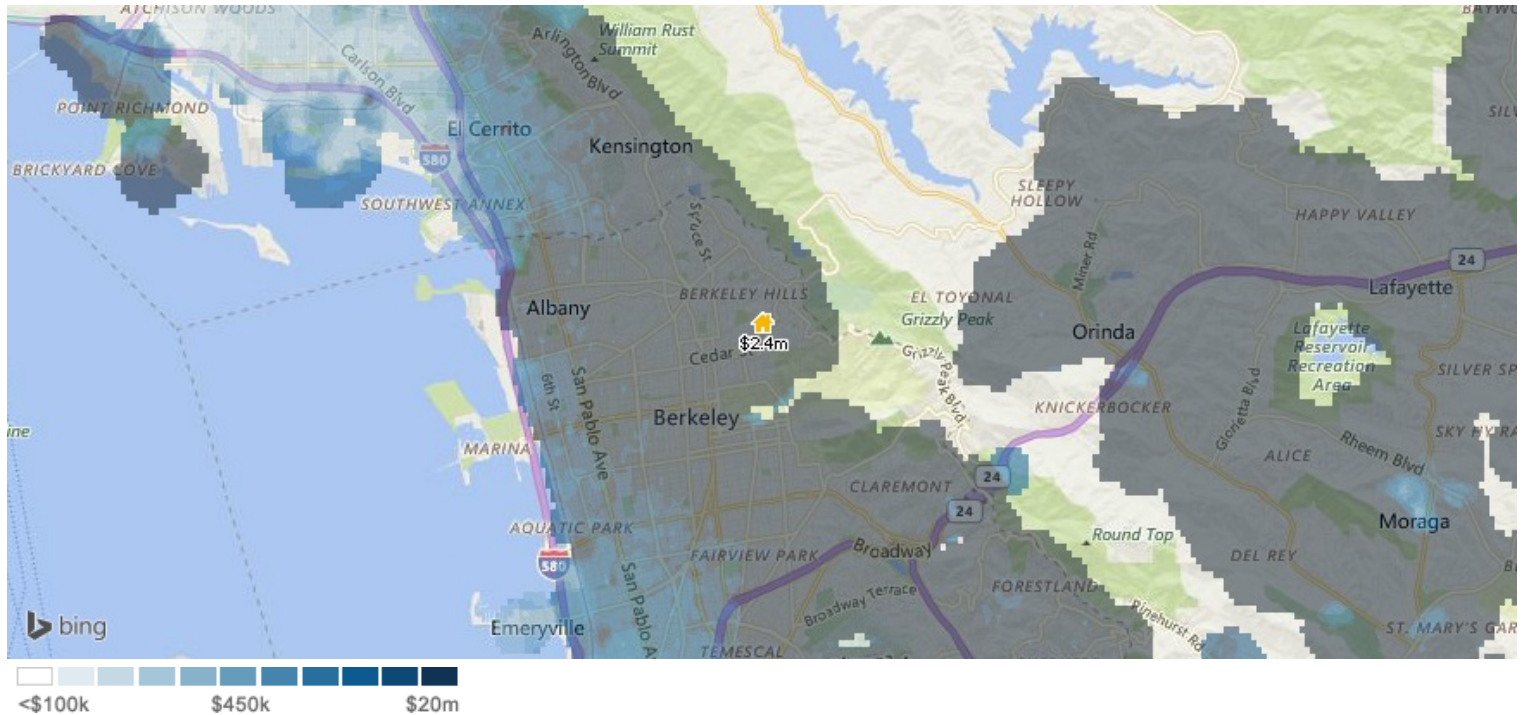 ATCHISON WOODS
William Rust
Summit
Arlington Blvd
Carlson Blvd
POINT RICHMOND
El Cerrito
580
Kensington
BRICKYARD COVE
SOUTHWEST ANNEX
SLEEPY
HOLLOW
HAPPY VALLEY
Spruce St
Miner Rd
24
Lafayette
BERKELEY HILLS
EL TOYONAL
Albany
Grizzly Peak
$2.4m
Orinda
Lafayette
Reservoir
Recreation
Area
Cedar St
Grizzly Peak Blvd
6th St
San Pablo Ave
KNICKERBOCKER
Glorietta Blvd
Berkeley
Rheem Blvd
MARINA
ALICE
CLAREMONT
24
24
Moraga
AQUATIC PARK
FAIRVIEW PARK
Broadway
Round Top
DEL REY
580
San Pablo
FORESTLAND
Broadway Terrace
Pinehurst Rd
bing
Emeryville
TEMESCAL
<$100k
$450k
$20m